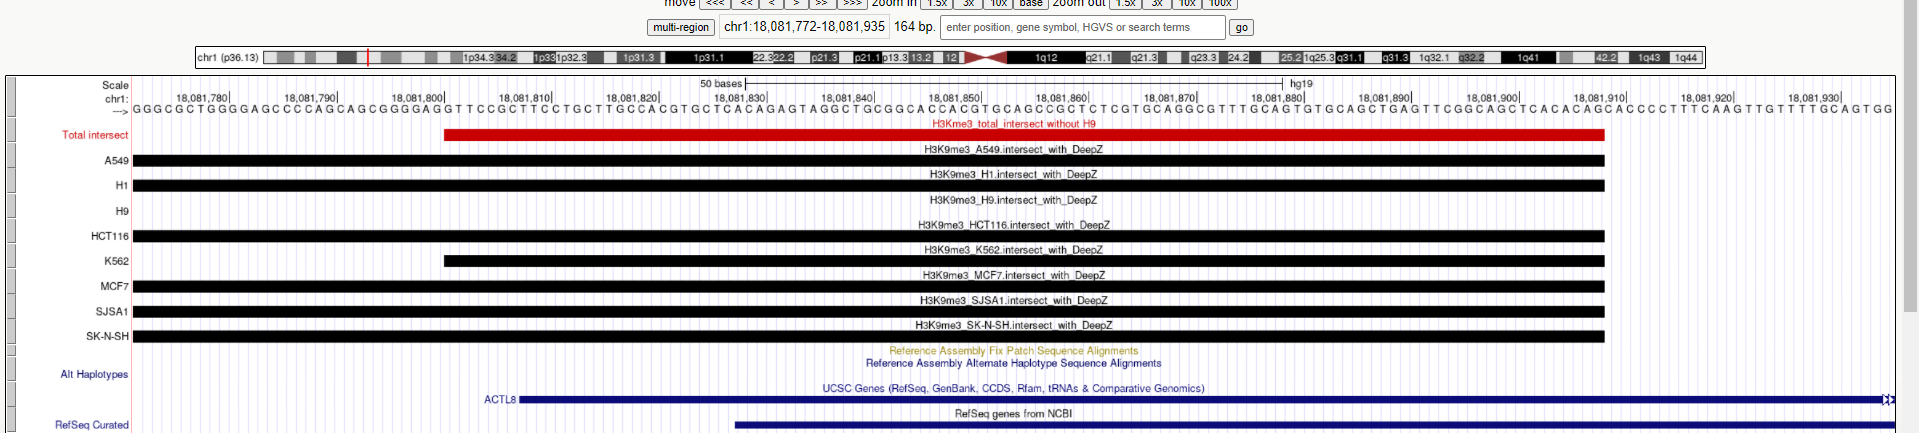 move <<< << < > >> >>> zoom in 1.5x 3x 10x base zoom out 1.5x 3x 10x 100x
multi-region chr1:18,081,772-18,081,935 164 bp. enter position, gene symbol, HGVS or search terms go
chr1 (p36.13) 1p34.3 34.2 1p33 1p32.3 1p31.3 1p31.1 22.3 22.2 p21.3 p21.1 p13.3 13.2 12 1q12 q21.1 q21.3 q23.3 24.2 25.2 1q25.3 q31.1 q31.3 1q32.1 q32.2 1q41 42.2 1q43 1q44
Scale 50 bases hg19
chr1: 18,081,780 18,081,790 18,081,800 18,081,810 18,081,820 18,081,830 18,081,840 18,081,850 18,081,860 18,081,870 18,081,880 18,081,890 18,081,900 18,081,910 18,081,920 18,081,930
---> GGGCGCTGGGGAGCCCCAGCAGCGGGGAGGTTCCGCTTCCTGCTTGCCACGTGCTCACAGAGTAGGCTGCGGCACCACGTGCAGCCGCTCTCGTGCAGGCGTTTGCAGTGTGCAGCTGAGTTCGGCAGCTCACACAGCACCCCTTTCAAGTTGTTTTGCAGTGG
H3Kme3_total_intersect without H9
Total intersect
H3K9me3_A549.intersect_with_DeepZ
A549
H3K9me3_H1.intersect_with_DeepZ
H1
H3K9me3_H9.intersect_with_DeepZ
H9
H3K9me3_HCT116.intersect_with_DeepZ
HCT116
H3K9me3_K562.intersect_with_DeepZ
K562
H3K9me3_MCF7.intersect_with_DeepZ
MCF7
H3K9me3_SJSA1.intersect_with_DeepZ
SJSA1
H3K9me3_SK-N-SH.intersect_with_DeepZ
SK-N-SH
Reference Assembly Fix Patch Sequence Alignments
Reference Assembly Alternate Haplotype Sequence Alignments
Alt Haplotypes
UCSC Genes (RefSeq, GenBank, CCDS, Rfam, tRNAs & Comparative Genomics)
ACTL8
RefSeq genes from NCBI
RefSeq Curated